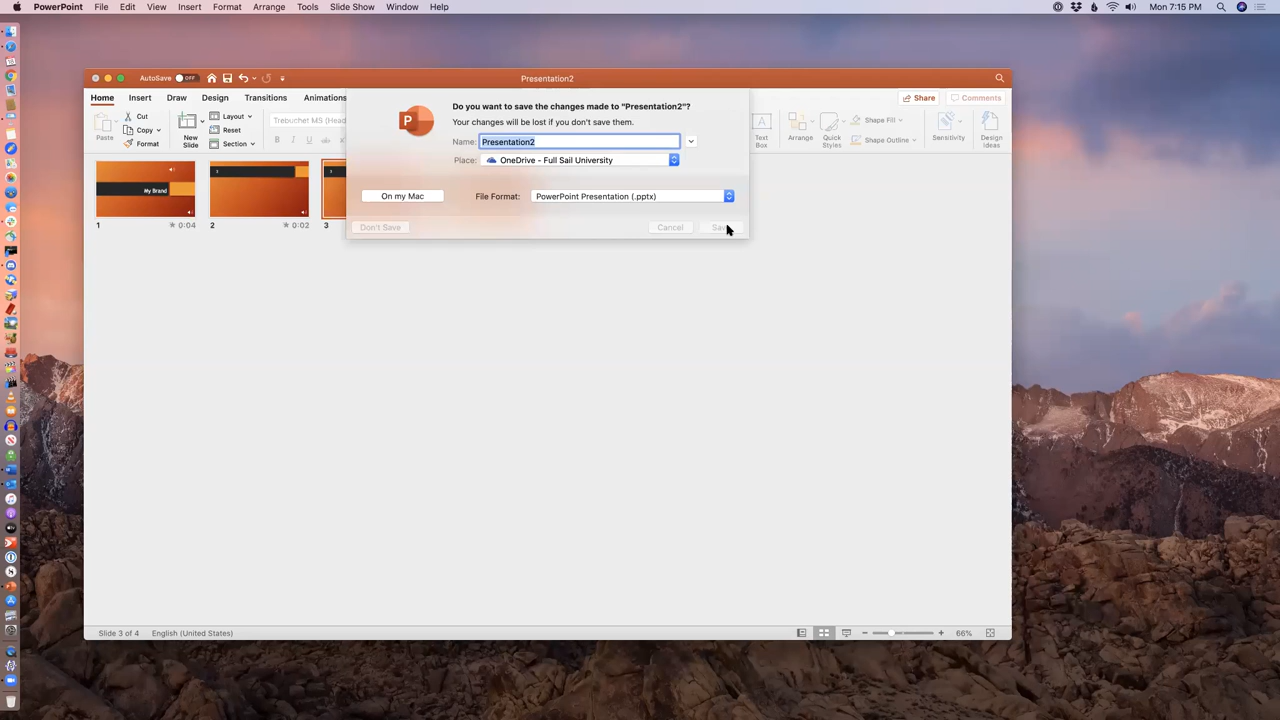 PowerPoint File Edit View Insert Format Arrange Tools Slide Show Window Help Mon 7:15 PM
AutoSave OFF Presentation2
Home Insert Draw Design Transitions Animations Share Comments
Do you want to save the changes made to "Presentation2"?
Your changes will be lost if you don't save them.
Name: Presentation2
Place: OneDrive - Full Sail University
On my Mac File Format: PowerPoint Presentation (.pptx)
Don't Save Cancel
Paste Cut Copy Format
New Slide Layout Reset Section
Trebuchet MS (Head
B I U
Text Box Arrange Quick Styles Shape Fill Shape Outline Sensitivity Design Ideas
My Brand
1 0:04 2 0:02 3
Slide 3 of 4 English (United States) 66%